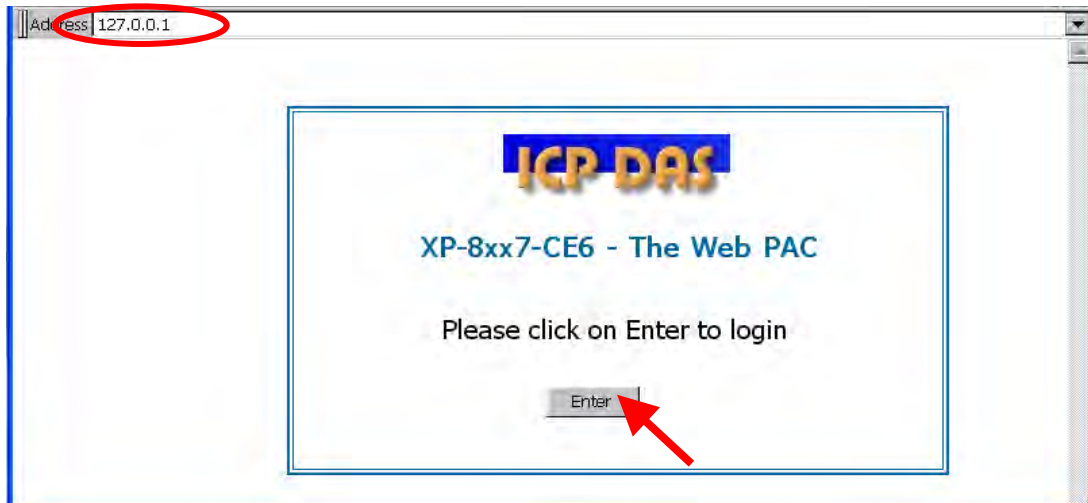 Address 127.0.0.1
ICP DAS
XP-8xx7-CE6 - The Web PAC
Please click on Enter to login
Enter